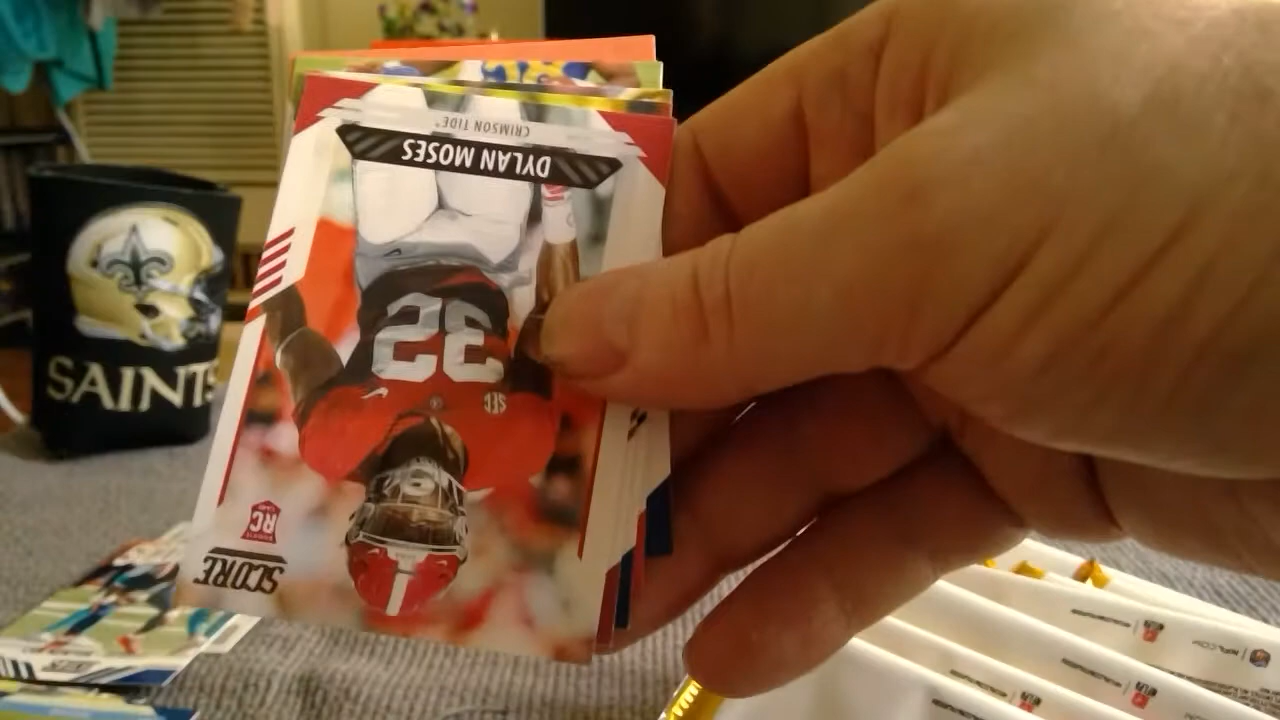 CRIMSON TIDE®
DYLAN MOSES
32
SEC
RC
SCORE
SAINTS